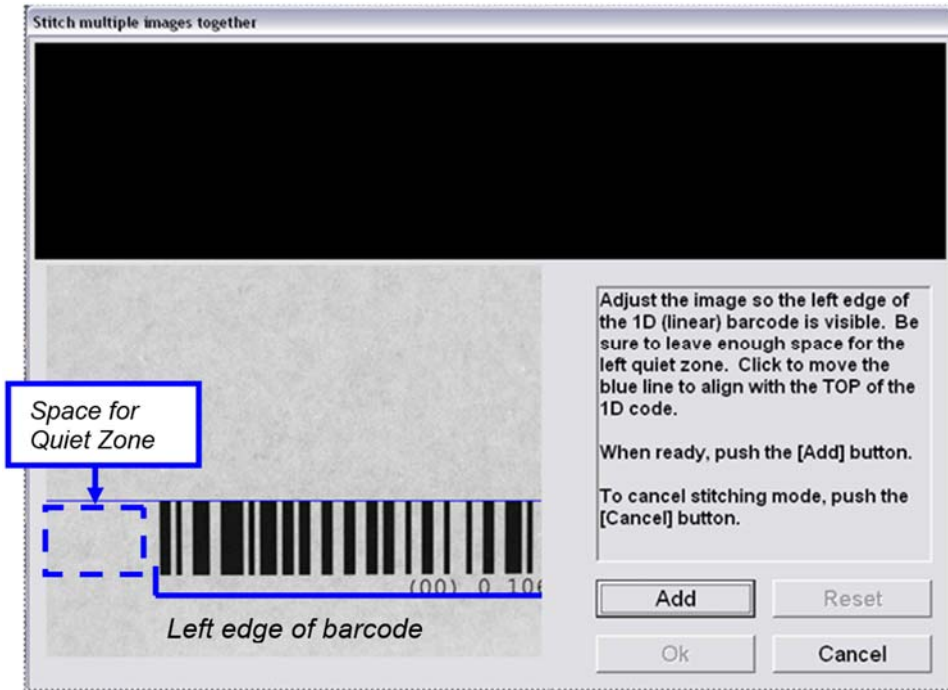 Stitch multiple images together
Adjust the image so the left edge of
the 1D (linear) barcode is visible. Be
sure to leave enough space for the
left quiet zone. Click to move the
blue line to align with the TOP of the
1D code.
When ready, push the [Add] button.
To cancel stitching mode, push the
[Cancel] button.
Space for
Quiet Zone
(00) 0 106
Left edge of barcode
Add
Reset
Ok
Cancel